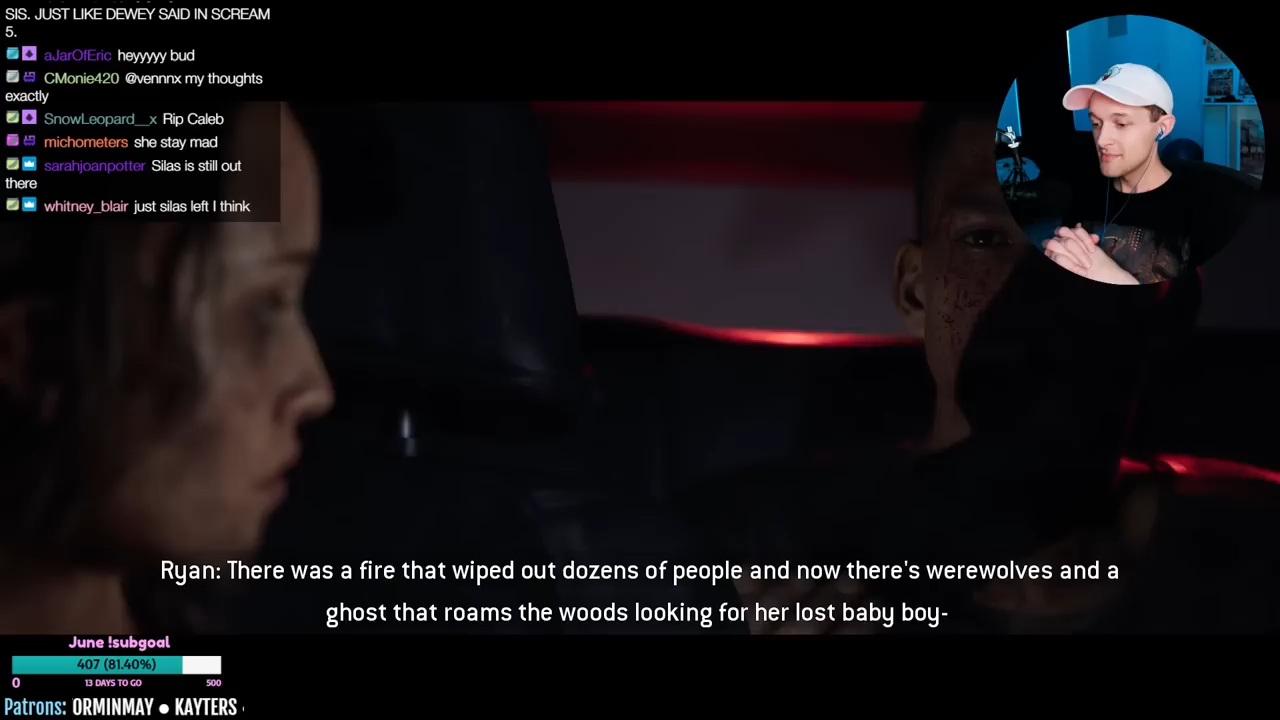 SIS. JUST LIKE DEWEY SAID IN SCREAM
5.
aJarOfEric heyyyyy bud
CMonie420 @vennnx my thoughts
exactly
SnowLeopard__x Rip Caleb
michometers she stay mad
sarahjoanpotter Silas is still out
there
whitney_blair just silas left I think
Ryan: There was a fire that wiped out dozens of people and now there's werewolves and a
ghost that roams the woods looking for her lost baby boy-
June !subgoal
407 (81.40%)
0 13 DAYS TO GO 500
Patrons: ORMINMAY ● KAYTERS